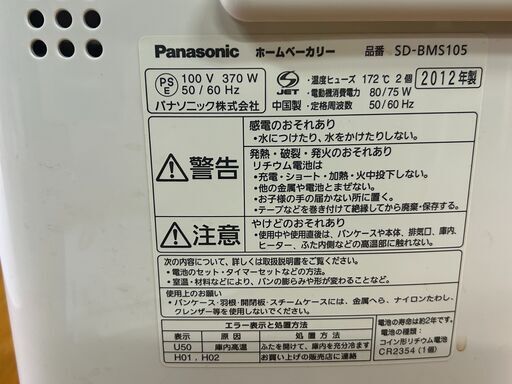 Panasonic ホームベーカリー 品番 SD-BMS105
PS E 100 V 370 W JET ・温度ヒューズ 172℃ 2個 2012年製
50 / 60 Hz ・電動機消費電力 80/75 W
パナソニック株式会社 中国製 ・定格周波数 50/60 Hz
警告
感電のおそれあり
・水につけたり、水をかけたりしない。
発熱・破裂・発火のおそれあり
リチウム電池は
・充電・ショート・加熱・火中投下しない。
・他の金属や電池とまぜない。
・お子様の手の届かない所に置く。
・テープなどを巻き付けて絶縁してから廃棄・保存する。
注意
やけどのおそれあり
・使用中や使用直後は、パンケースや本体、排気口、庫内、
ヒーター、ふた内側などの高温部に触れない。
次の内容について、詳しくは取扱説明書をご覧ください。
・電池のセット・タイマーセットなどの方法
・室温・材料などにより、パンの膨らみや形が変わることなど。
使用上のお願い
・パンケース・羽根・開閉板・スチームケースには、金属へら、ナイロンたわし、
クレンザー等を使用しないでください。
エラー表示と処置方法
表示 原因 処置方法
U50 庫内高温 ふたを開けて、庫内を充分冷ます
H01、H02 お買い上げの販売店に連絡
電池の寿命は約2年です。
電池の種類:
コイン形リチウム電池
CR2354 (1個)